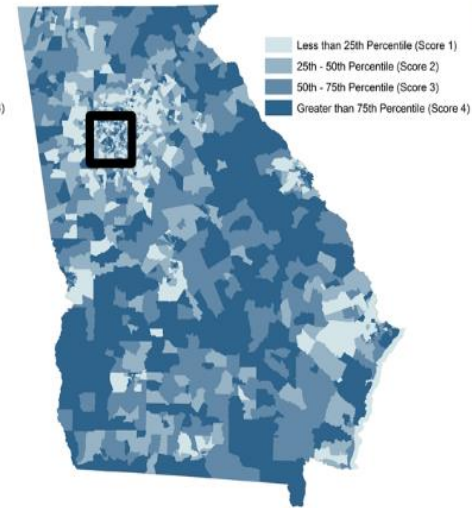 Less than 25th Percentile (Score 1)
25th - 50th Percentile (Score 2)
50th - 75th Percentile (Score 3)
Greater than 75th Percentile (Score 4)